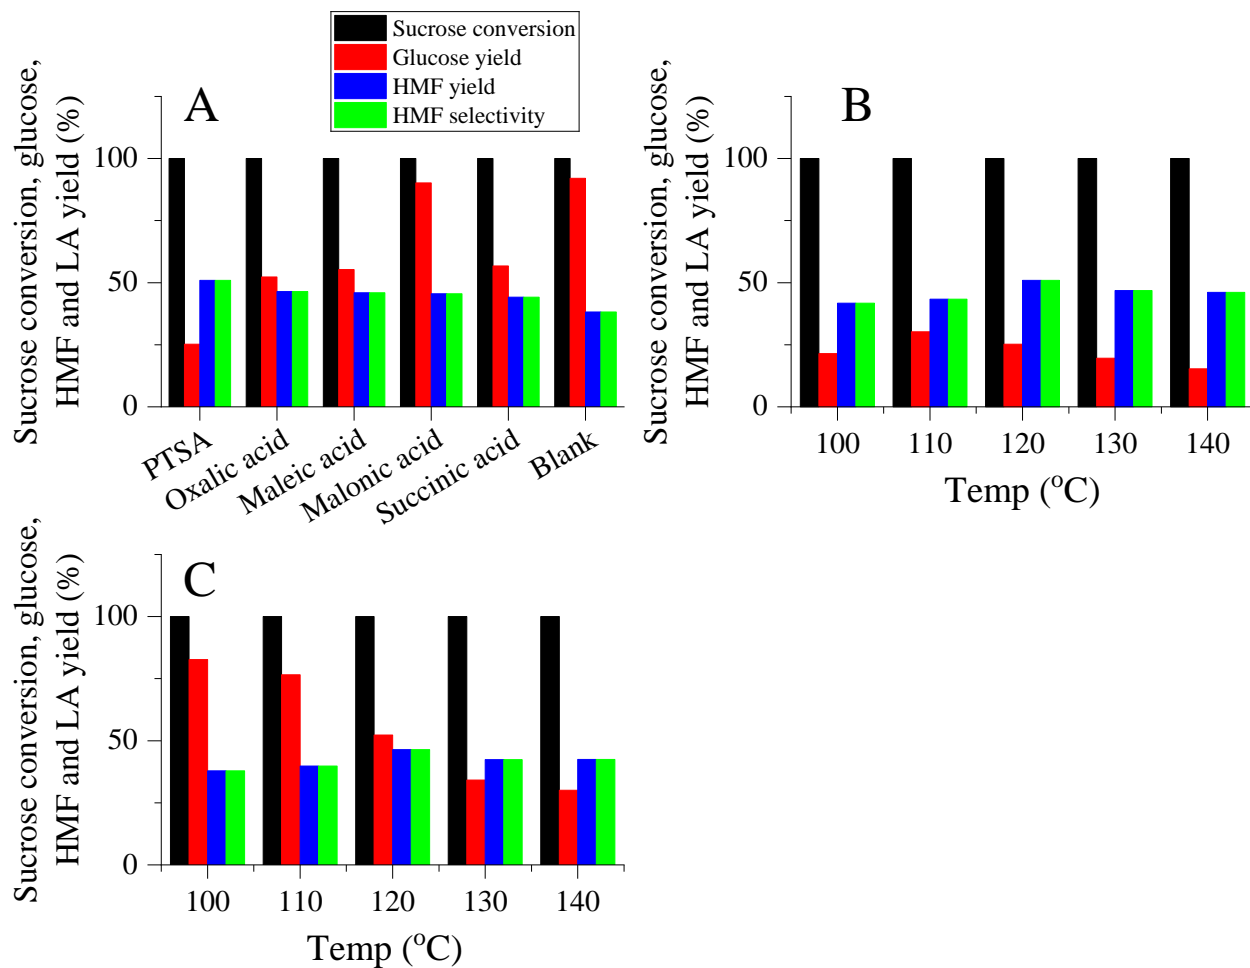 Sucrose conversion
Glucose yield
HMF yield
HMF selectivity
A
Sucrose conversion, glucose,
HMF and LA yield (%)
100
50
0
PTSA
Oxalic acid
Maleic acid
Malonic acid
Succinic acid
Blank
B
Sucrose conversion, glucose,
HMF and LA yield (%)
100
50
0
100 110 120 130 140
Temp (°C)
C
Sucrose conversion, glucose,
HMF and LA yield (%)
100
50
0
100 110 120 130 140
Temp (°C)